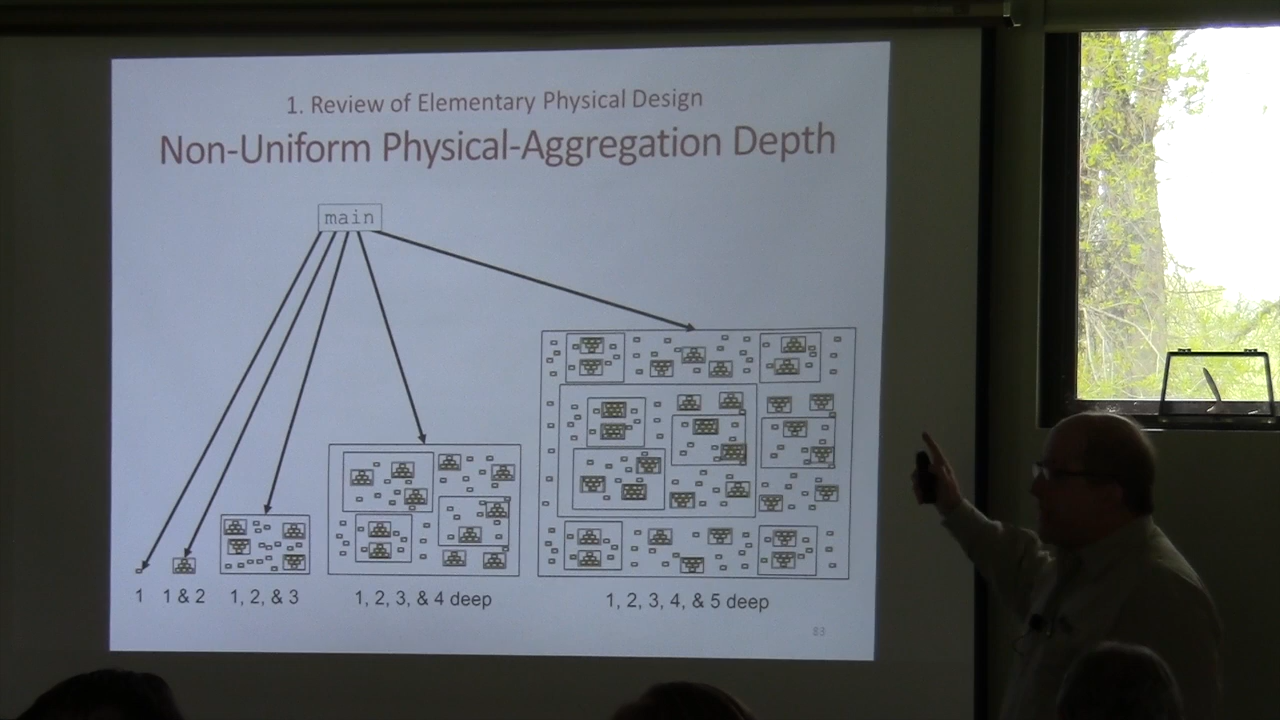 1. Review of Elementary Physical Design
Non-Uniform Physical-Aggregation Depth
main
1
1 & 2
1, 2, & 3
1, 2, 3, & 4 deep
1, 2, 3, 4, & 5 deep
83